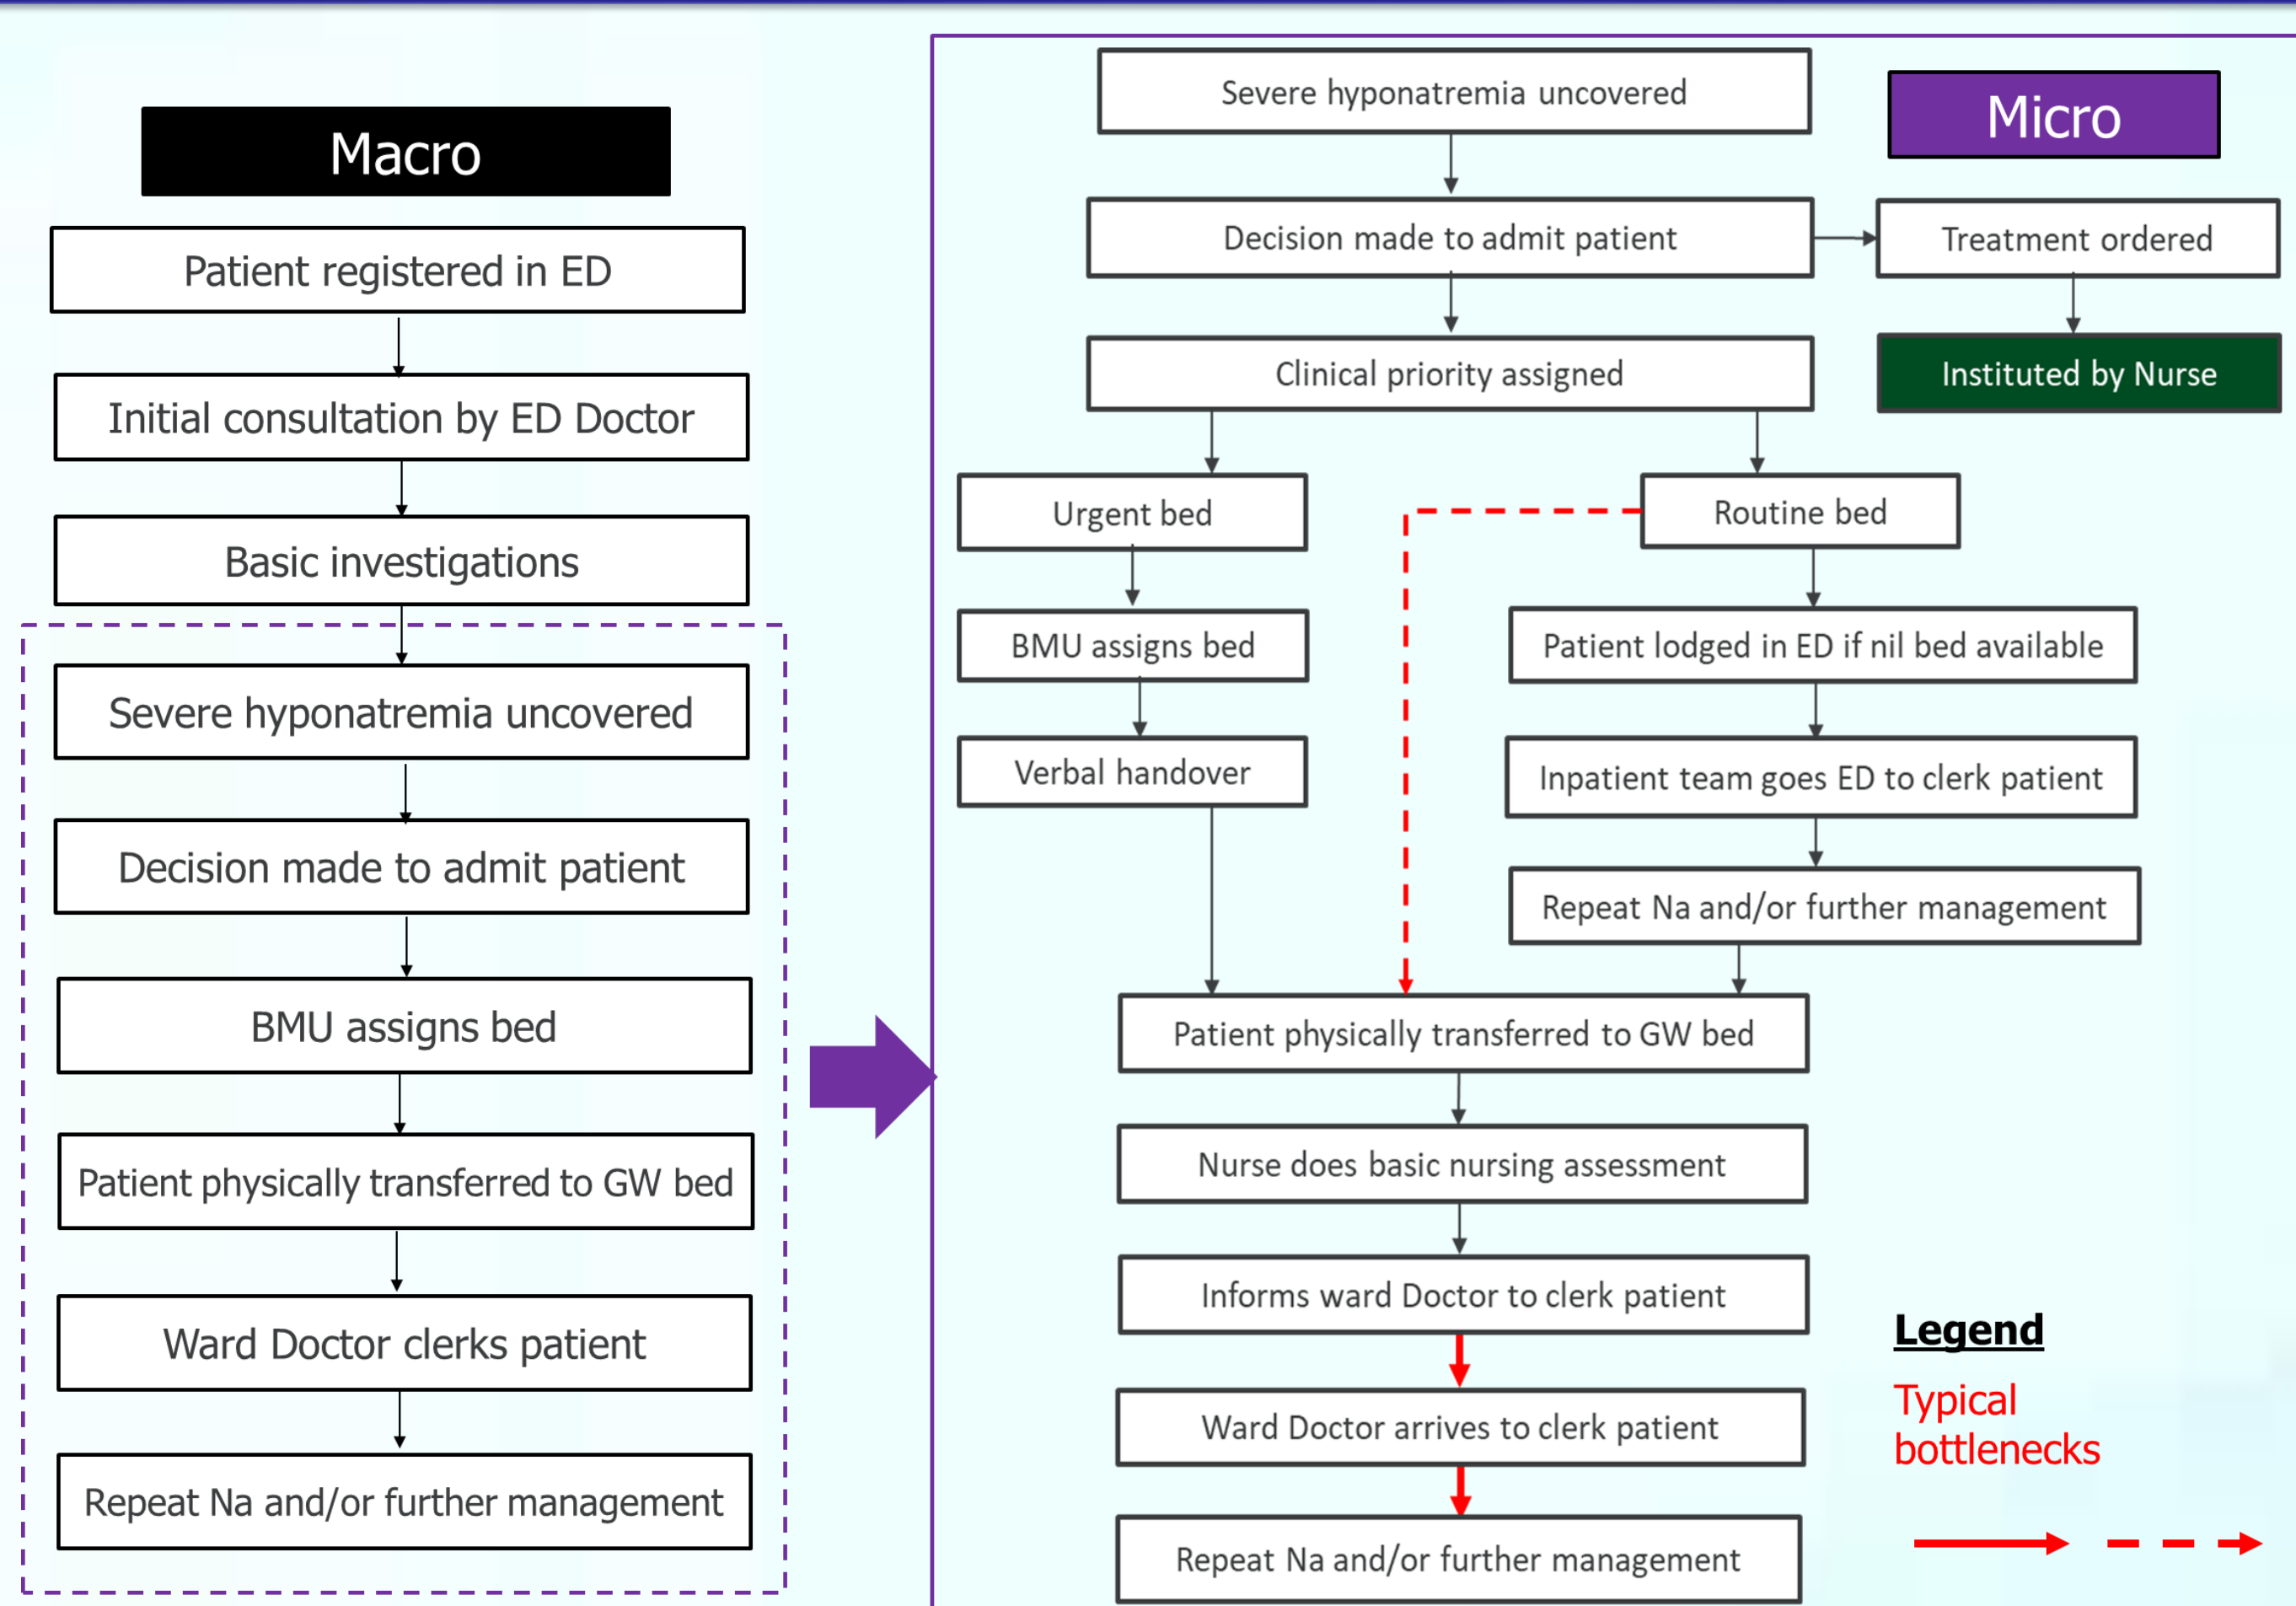 Macro
Patient registered in ED
Initial consultation by ED Doctor
Basic investigations
Severe hyponatremia uncovered
Decision made to admit patient
BMU assigns bed
Patient physically transferred to GW bed
Ward Doctor clerks patient
Repeat Na and/or further management
Micro
Severe hyponatremia uncovered
Decision made to admit patient
Treatment ordered
Clinical priority assigned
Instituted by Nurse
Urgent bed
Routine bed
BMU assigns bed
Patient lodged in ED if nil bed available
Verbal handover
Inpatient team goes ED to clerk patient
Repeat Na and/or further management
Patient physically transferred to GW bed
Nurse does basic nursing assessment
Informs ward Doctor to clerk patient
Ward Doctor arrives to clerk patient
Repeat Na and/or further management
Legend
Typical
bottlenecks